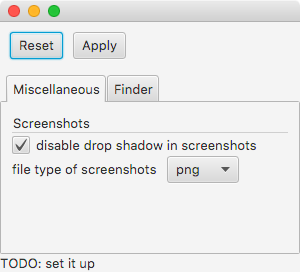 Reset Apply
Miscellaneous Finder
Screenshots
disable drop shadow in screenshots
file type of screenshots png
TODO: set it up